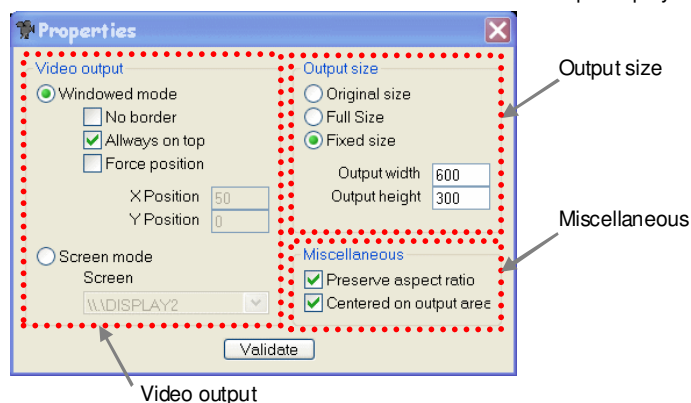 Properties
Video output
Windowed mode
No border
Allways on top
Force position
X Position 50
Y Position 0
Screen mode
Screen
\\.\DISPLAY2
Output size
Original size
Full Size
Fixed size
Output width 600
Output height 300
Miscellaneous
Preserve aspect ratio
Centered on output area
Validate
Output size
Miscellaneous
Video output